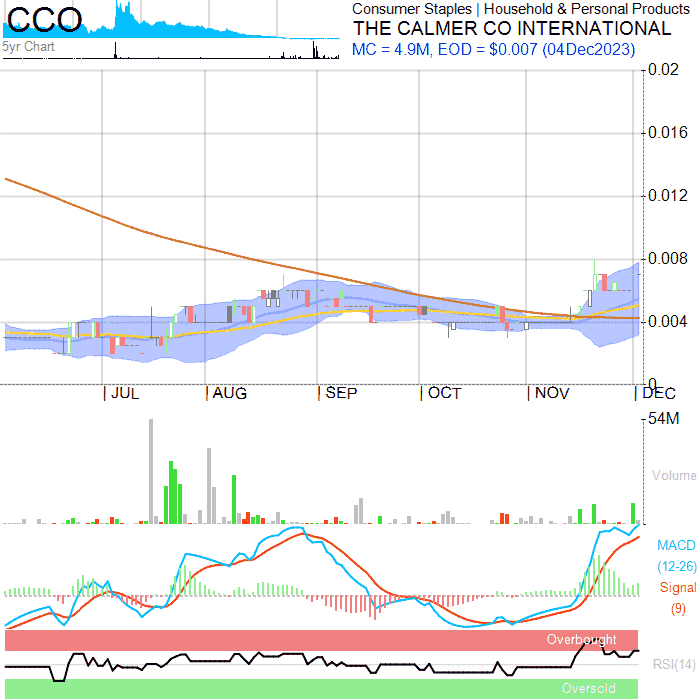 CCO
5yr Chart
Consumer Staples | Household & Personal Products
THE CALMER CO INTERNATIONAL
MC = 4.9M, EOD = $0.007 (04Dec2023)
0.02
0.016
0.012
0.008
0.004
0
| JUL | AUG | SEP | OCT | NOV | DEC
54M
Volume
MACD
(12-26)
Signal
(9)
Overbought
RSI(14)
Oversold